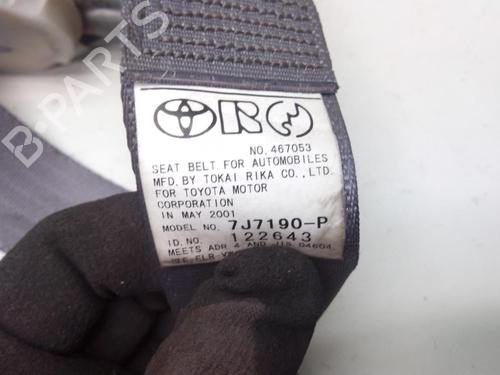 B-PARTS
NO. 467053
SEAT BELT FOR AUTOMOBILES
MFD. BY TOKAI RIKA CO., LTD.
FOR TOYOTA MOTOR
CORPORATION
IN MAY 2001
MODEL NO. 7J7190-P
ID. NO. 122643
MEETS ADR 4 AND JIS D4604